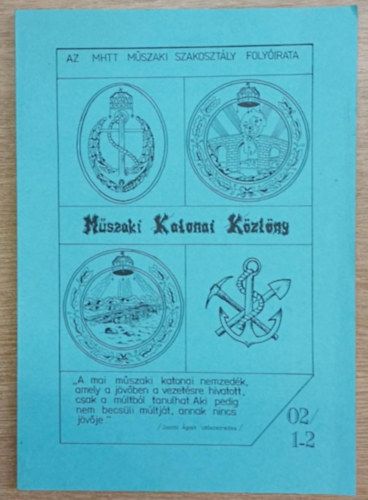 AZ MHTT MŰSZAKI SZAKOSZTÁLY FOLYÓIRATA
Műszaki Katonai Közlöny
„A mai műszaki katonai nemzedék,
amely a jövőben a vezetésre hivatott,
csak a múltból tanulhat. Aki pedig
nem becsüli múltját, annak nincs
jövője"
02/
1-2